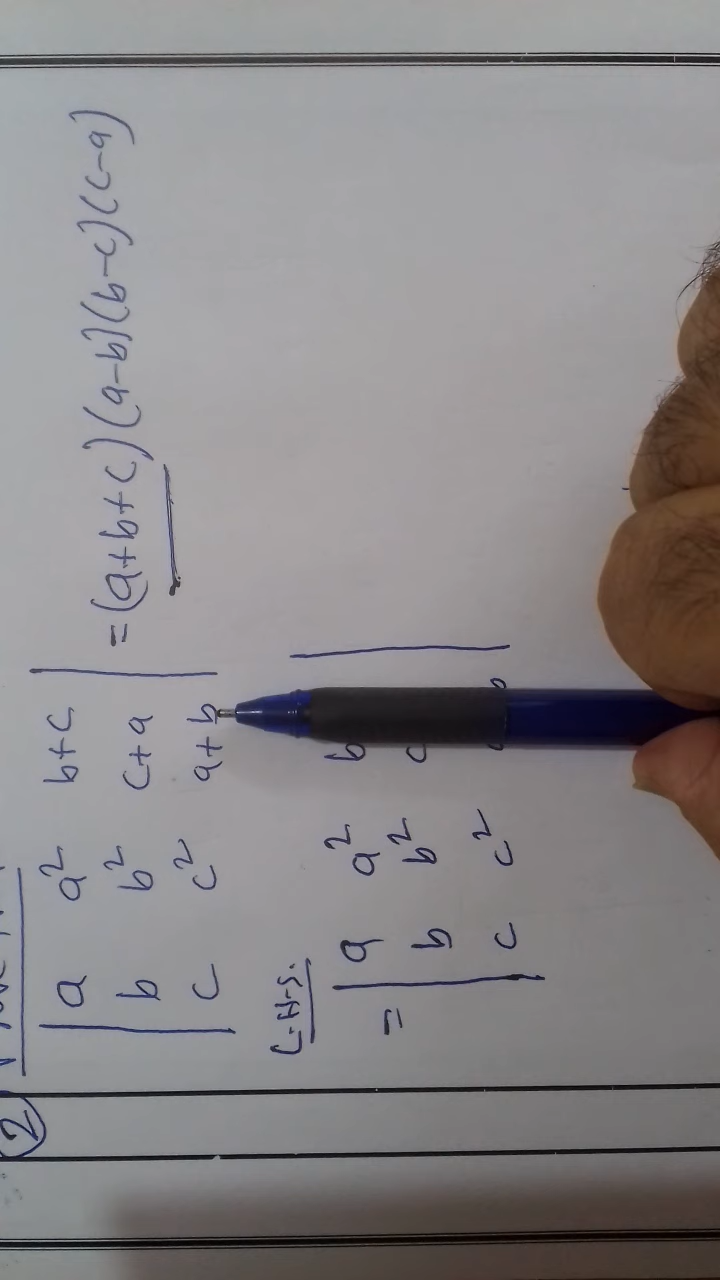 2
| a a² b+c |
| b b² c+a | =(a+b+c)(a-b)(b-c)(c-a)
| c c² a+b |
L.H.S.
| a a² b |
= | b b² c |
| c c² |